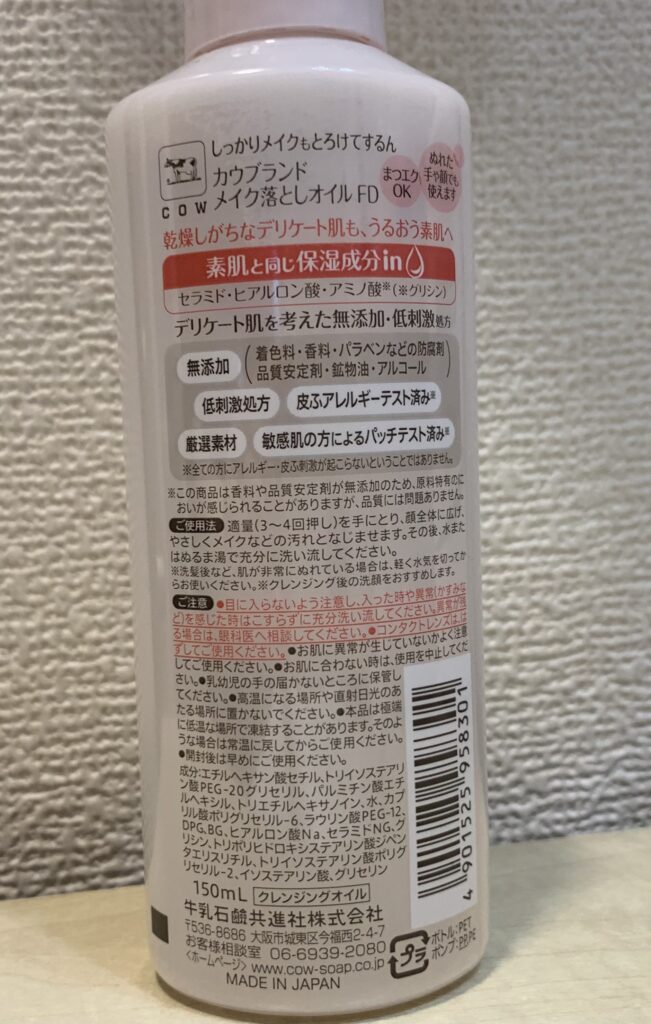 しっかりメイクもとろけてするん
COW
カウブランド
メイク落としオイル FD
まつエク
OK
ぬれた
手や顔でも
使えます
乾燥しがちなデリケート肌も、うるおう素肌へ
素肌と同じ保湿成分in
セラミド・ヒアルロン酸・アミノ酸※(※グリシン)
デリケート肌を考えた無添加・低刺激処方
無添加
(着色料・香料・パラベンなどの防腐剤
品質安定剤・鉱物油・アルコール)
低刺激処方 皮ふアレルギーテスト済み※
厳選素材 敏感肌の方によるパッチテスト済み※
※全ての方にアレルギー・皮ふ刺激が起こらないということではありません。
※この商品は香料や品質安定剤が無添加のため、原料特有のに
おいが感じられることがありますが、品質には問題ありません。
ご使用法 適量(3〜4回押し)を手にとり、顔全体に広げ、
やさしくメイクなどの汚れとなじませます。その後、水また
はぬるま湯で充分に洗い流してください。
※洗髪後など、肌が非常にぬれている場合は、軽く水気を切ってか
らお使いください。※クレンジング後の洗顔をおすすめします。
ご注意 ●目に入らないよう注意し、入った時や異常(かすみな
ど)を感じた時はこすらずに充分洗い流してください。異常が残
る場合は、眼科医へ相談してください。●コンタクトレンズは、は
ずしてご使用ください。●お肌に異常が生じていないかよく注意
してご使用ください。●お肌に合わない時は、使用を中止してくだ
さい。●乳幼児の手の届かないところに保管し
てください。●高温になる場所や直射日光のあ
たる場所に置かないでください。●本品は極端
に低温な場所で凍結することがあります。そのよ
うな場合は常温に戻してからご使用ください。
●開封後は早めにご使用ください。
成分:エチルヘキサン酸セチル、トリイソステアリ
ン酸PEG-20グリセリル、パルミチン酸エチ
ルヘキシル、トリエチルヘキサノイン、水、カプ
リル酸ポリグリセリル-6、ラウリン酸PEG-12、
DPG、BG、ヒアルロン酸Na、セラミドNG、グ
リシン、トリポリヒドロキシステアリン酸ジペン
タエリスリチル、トリイソステアリン酸ポリグ
リセリル-2、イソステアリン酸、グリセリン
150mL クレンジングオイル
牛乳石鹸共進社株式会社
〒536-8686 大阪市城東区今福西2-4-7
お客様相談室 06-6939-2080
<ホームページ> www.cow-soap.co.jp
MADE IN JAPAN
プラ
ボトル:PET
ポンプ:PP,PE
4 901525 958301